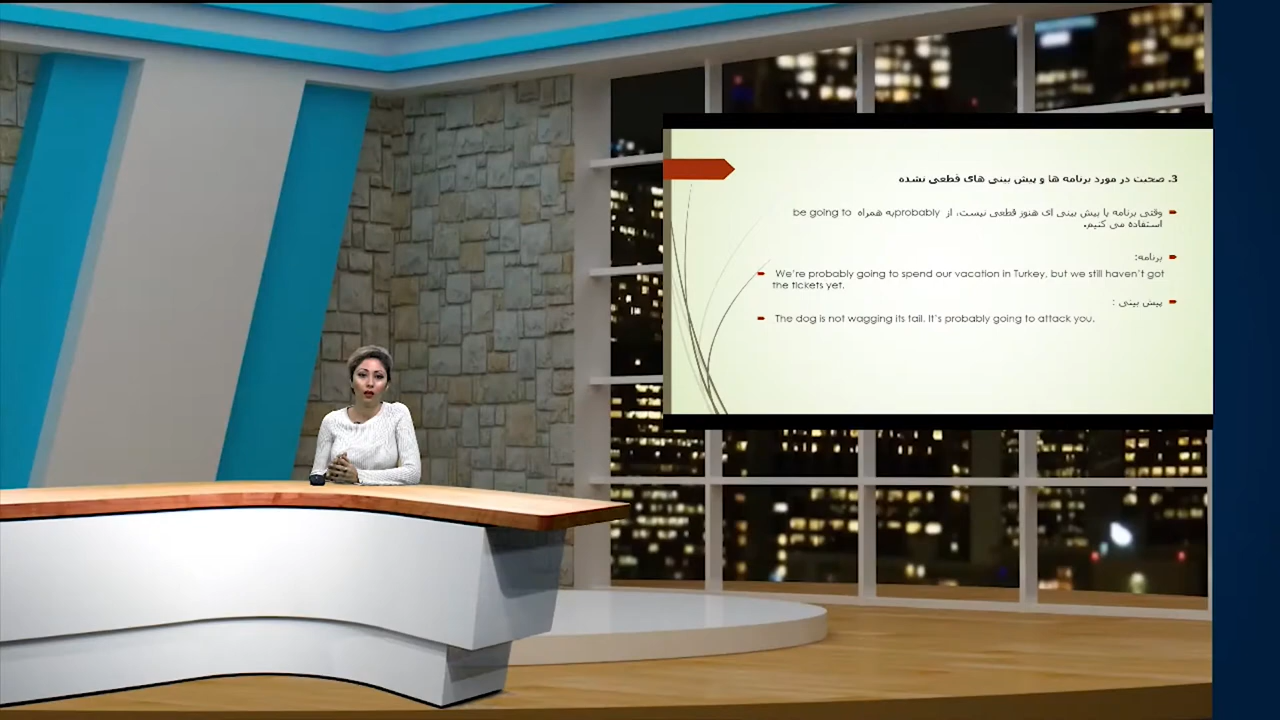 3. صحبت در مورد برنامه ها و پیش بینی های قطعی نشده
وقتی برنامه یا پیش بینی ای هنوز قطعی نیست، از probablyبه همراه be going to
استفاده می کنیم.
برنامه:
We’re probably going to spend our vacation in Turkey, but we still haven’t got
the tickets yet.
پیش بینی :
The dog is not wagging its tail. It’s probably going to attack you.